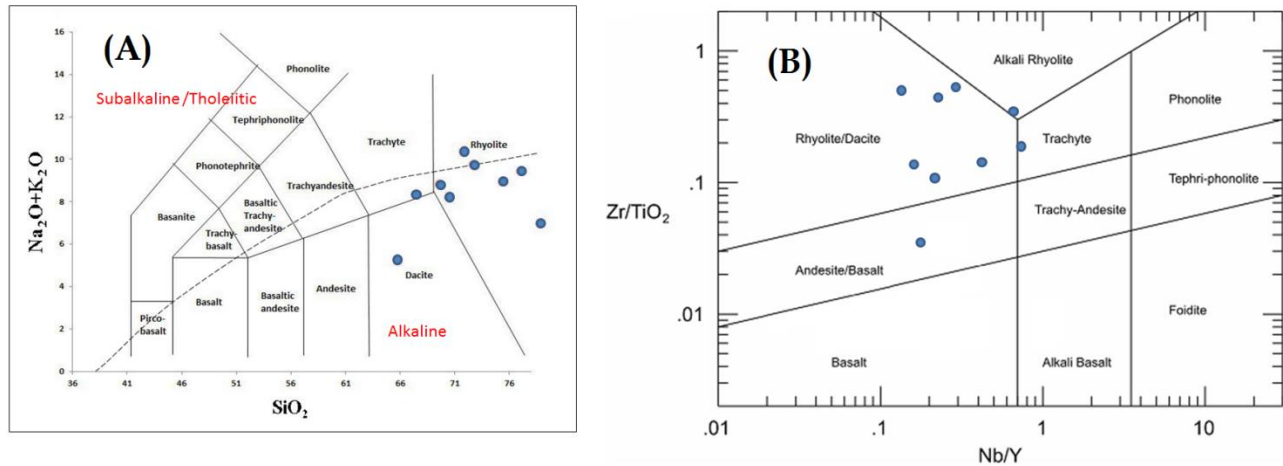 (A)
Na2O+K2O
16
14
12
10
8
6
4
2
0
36
41
46
51
56
61
66
71
76
SiO2
Subalkaline /Tholelitic
Phonolite
Tephriphonolite
Trachyte
Rhyolite
Phonotephrite
Trachyandesite
Basanite
Basaltic
Trachy-
andesite
Trachy-
basalt
Dacite
Pirco-
basalt
Basalt
Basaltic
andesite
Andesite
Alkaline
(B)
Zr/TiO2
1
.1
.01
.01
.1
1
10
Nb/Y
Alkali Rhyolite
Phonolite
Rhyolite/Dacite
Trachyte
Tephri-phonolite
Trachy-Andesite
Andesite/Basalt
Foidite
Basalt
Alkali Basalt